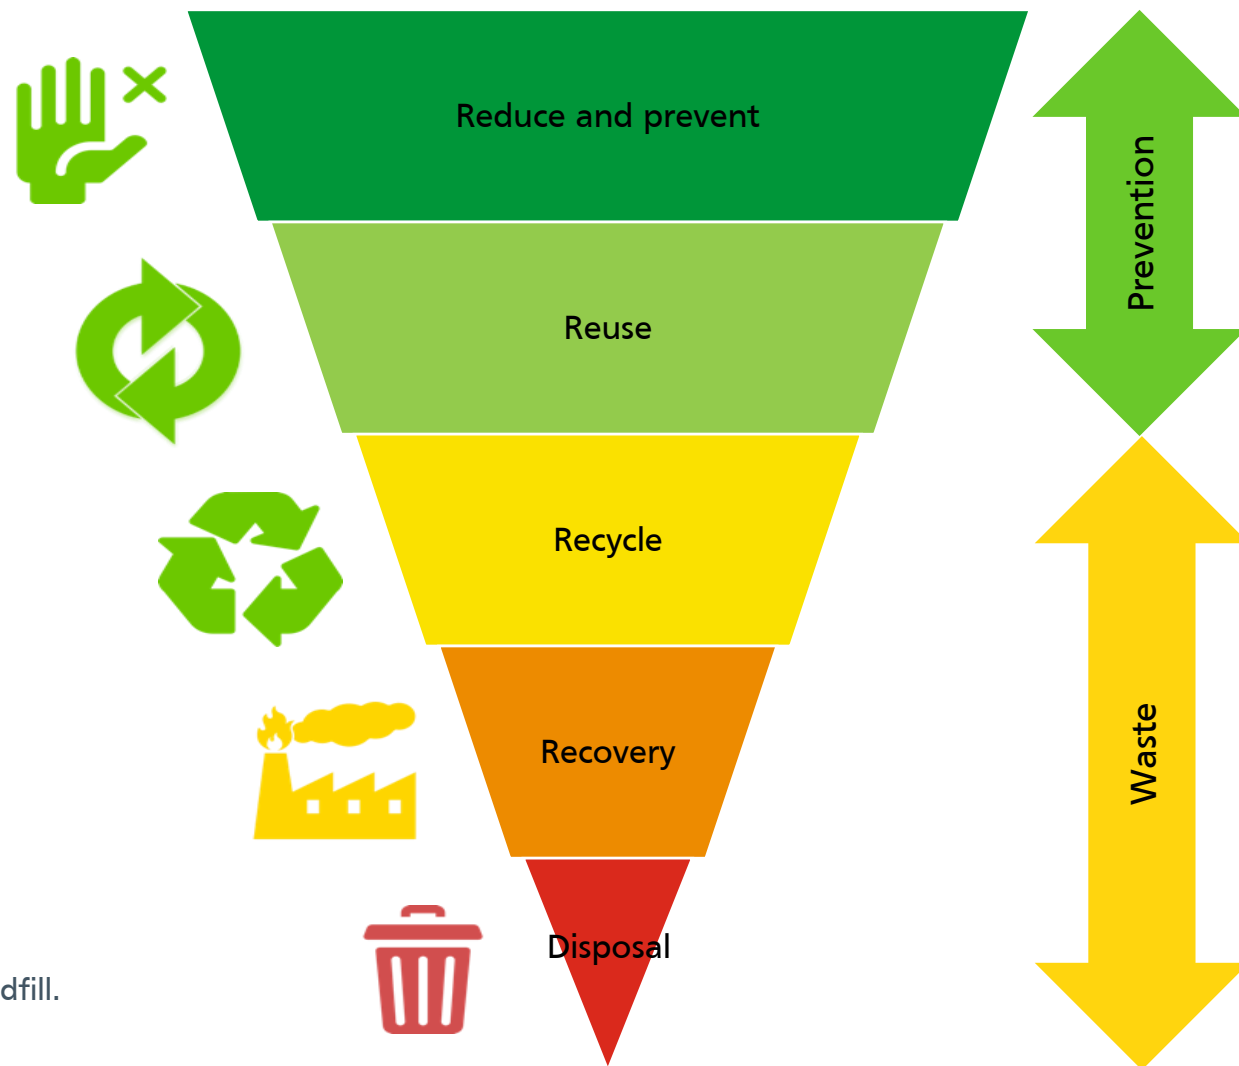 Reduce and prevent
Prevention
Reuse
Recycle
Recovery
Waste
Disposal
dfill.